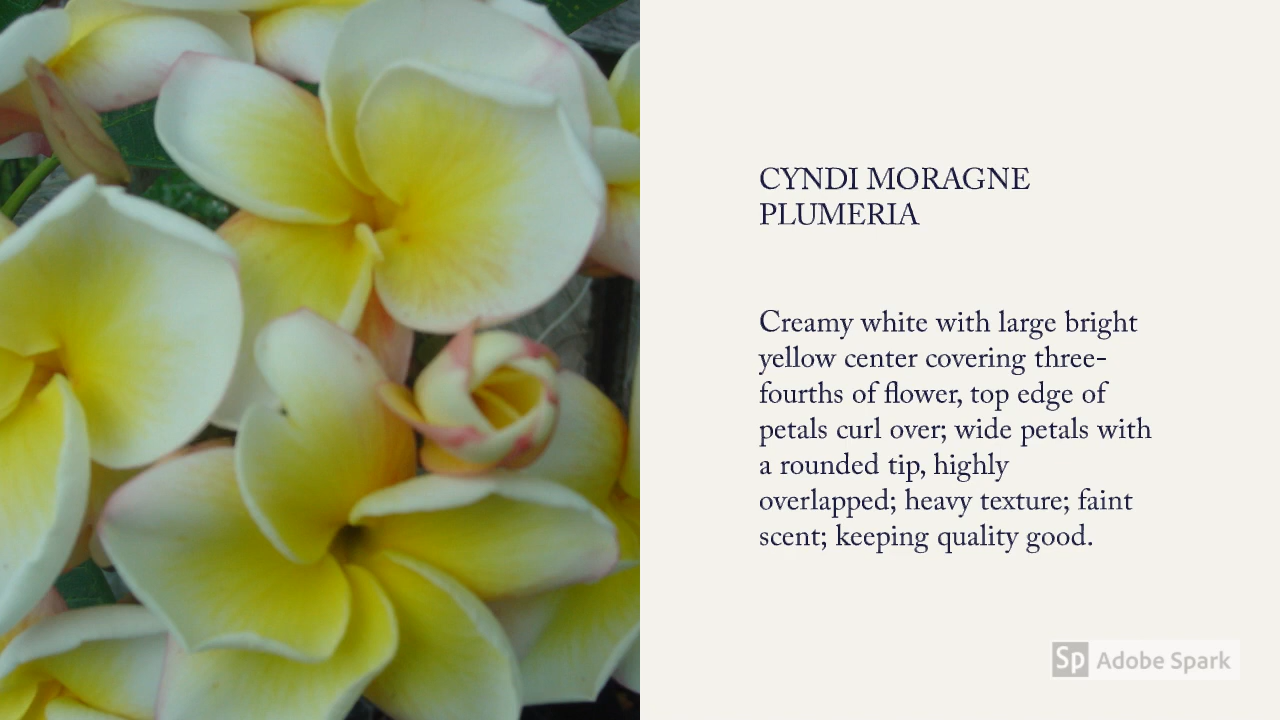 CYNDI MORAGNE
PLUMERIA
Creamy white with large bright
yellow center covering three-
fourths of flower, top edge of
petals curl over; wide petals with
a rounded tip, highly
overlapped; heavy texture; faint
scent; keeping quality good.
Sp Adobe Spark